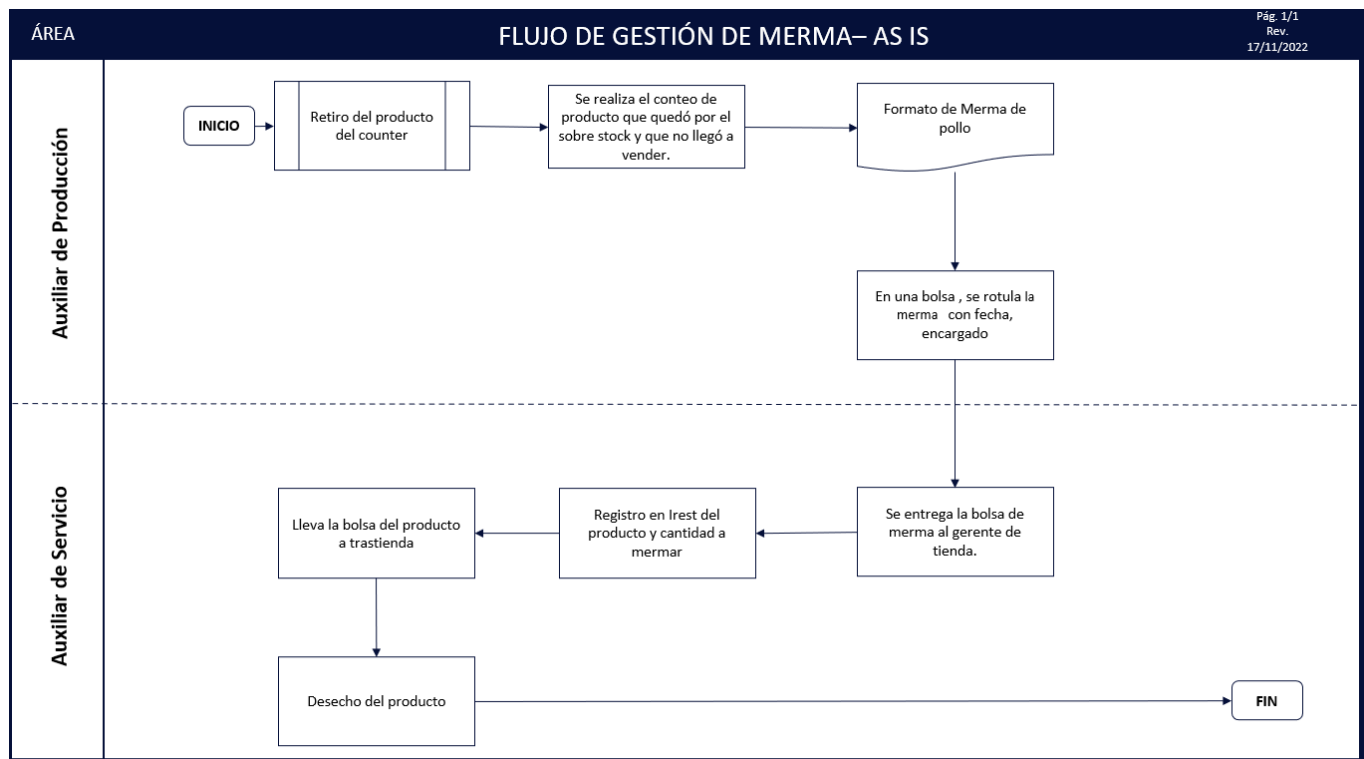 ÁREA
FLUJO DE GESTIÓN DE MERMA– AS IS
Pág. 1/1
Rev.
17/11/2022
Auxiliar de Producción
INICIO
Retiro del producto
del counter
Se realiza el conteo de
producto que quedó por el
sobre stock y que no llegó a
vender.
Formato de Merma de
pollo
En una bolsa , se rotula la
merma con fecha,
encargado
Auxiliar de Servicio
Se entrega la bolsa de
merma al gerente de
tienda.
Registro en Irest del
producto y cantidad a
mermar
Lleva la bolsa del producto
a trastienda
Desecho del producto
FIN